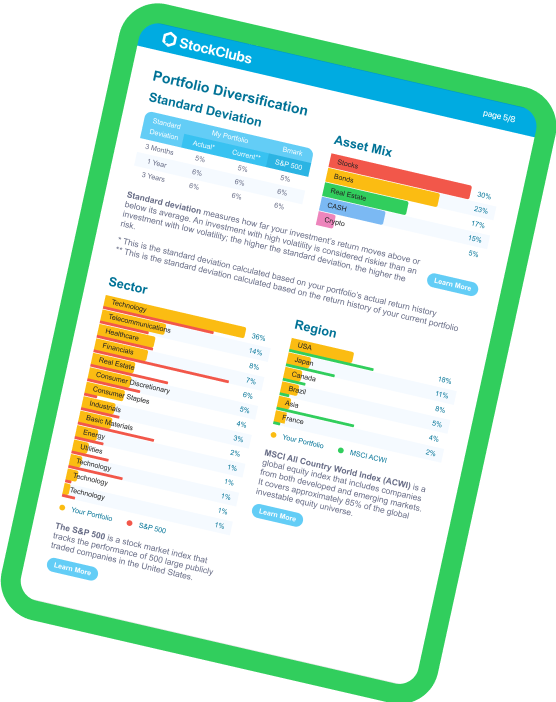 StockClubs
page 5/8
Portfolio Diversification
Standard Deviation
Standard Deviation My Portfolio Bmark
Actual* Current** S&P 500
3 Months 5% 5% 5%
1 Year 6% 6% 6%
3 Years 6% 6% 6%
Asset Mix
Stocks 30%
Bonds 23%
Real Estate 17%
CASH 15%
Crypto 5%
Standard deviation measures how far your investment's return moves above or
below its average. An investment with high volatility is considered riskier than an
investment with low volatility; the higher the standard deviation, the higher the
risk.
Learn More
* This is the standard deviation calculated based on your portfolio's actual return history
** This is the standard deviation calculated based on the return history of your current portfolio
Sector
Technology 36%
Telecommunications 14%
Healthcare 8%
Financials 7%
Real Estate 6%
Consumer Discretionary 5%
Consumer Staples 4%
Industrials 3%
Basic Materials 2%
Energy 1%
Utilities 1%
Technology 1%
Technology 1%
Technology 1%
Your Portfolio S&P 500
The S&P 500 is a stock market index that
tracks the performance of 500 large publicly
traded companies in the United States.
Learn More
Region
USA 18%
Japan 11%
Canada 8%
Brazil 5%
Asia 4%
France 2%
Your Portfolio MSCI ACWI
MSCI All Country World Index (ACWI) is a
global equity index that includes companies
from both developed and emerging markets.
It covers approximately 85% of the global
investable equity universe.
Learn More